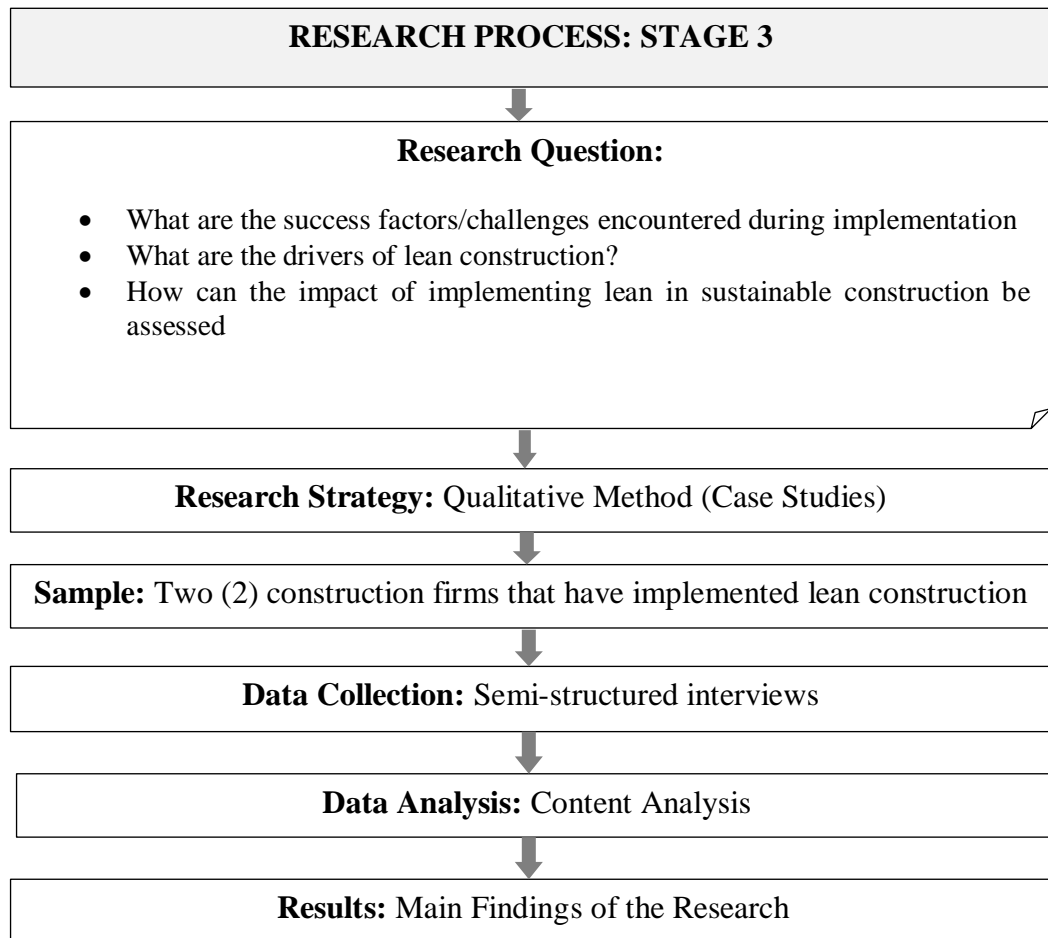 RESEARCH PROCESS: STAGE 3
Research Question:
• What are the success factors/challenges encountered during implementation
• What are the drivers of lean construction?
• How can the impact of implementing lean in sustainable construction be
assessed
Research Strategy: Qualitative Method (Case Studies)
Sample: Two (2) construction firms that have implemented lean construction
Data Collection: Semi-structured interviews
Data Analysis: Content Analysis
Results: Main Findings of the Research